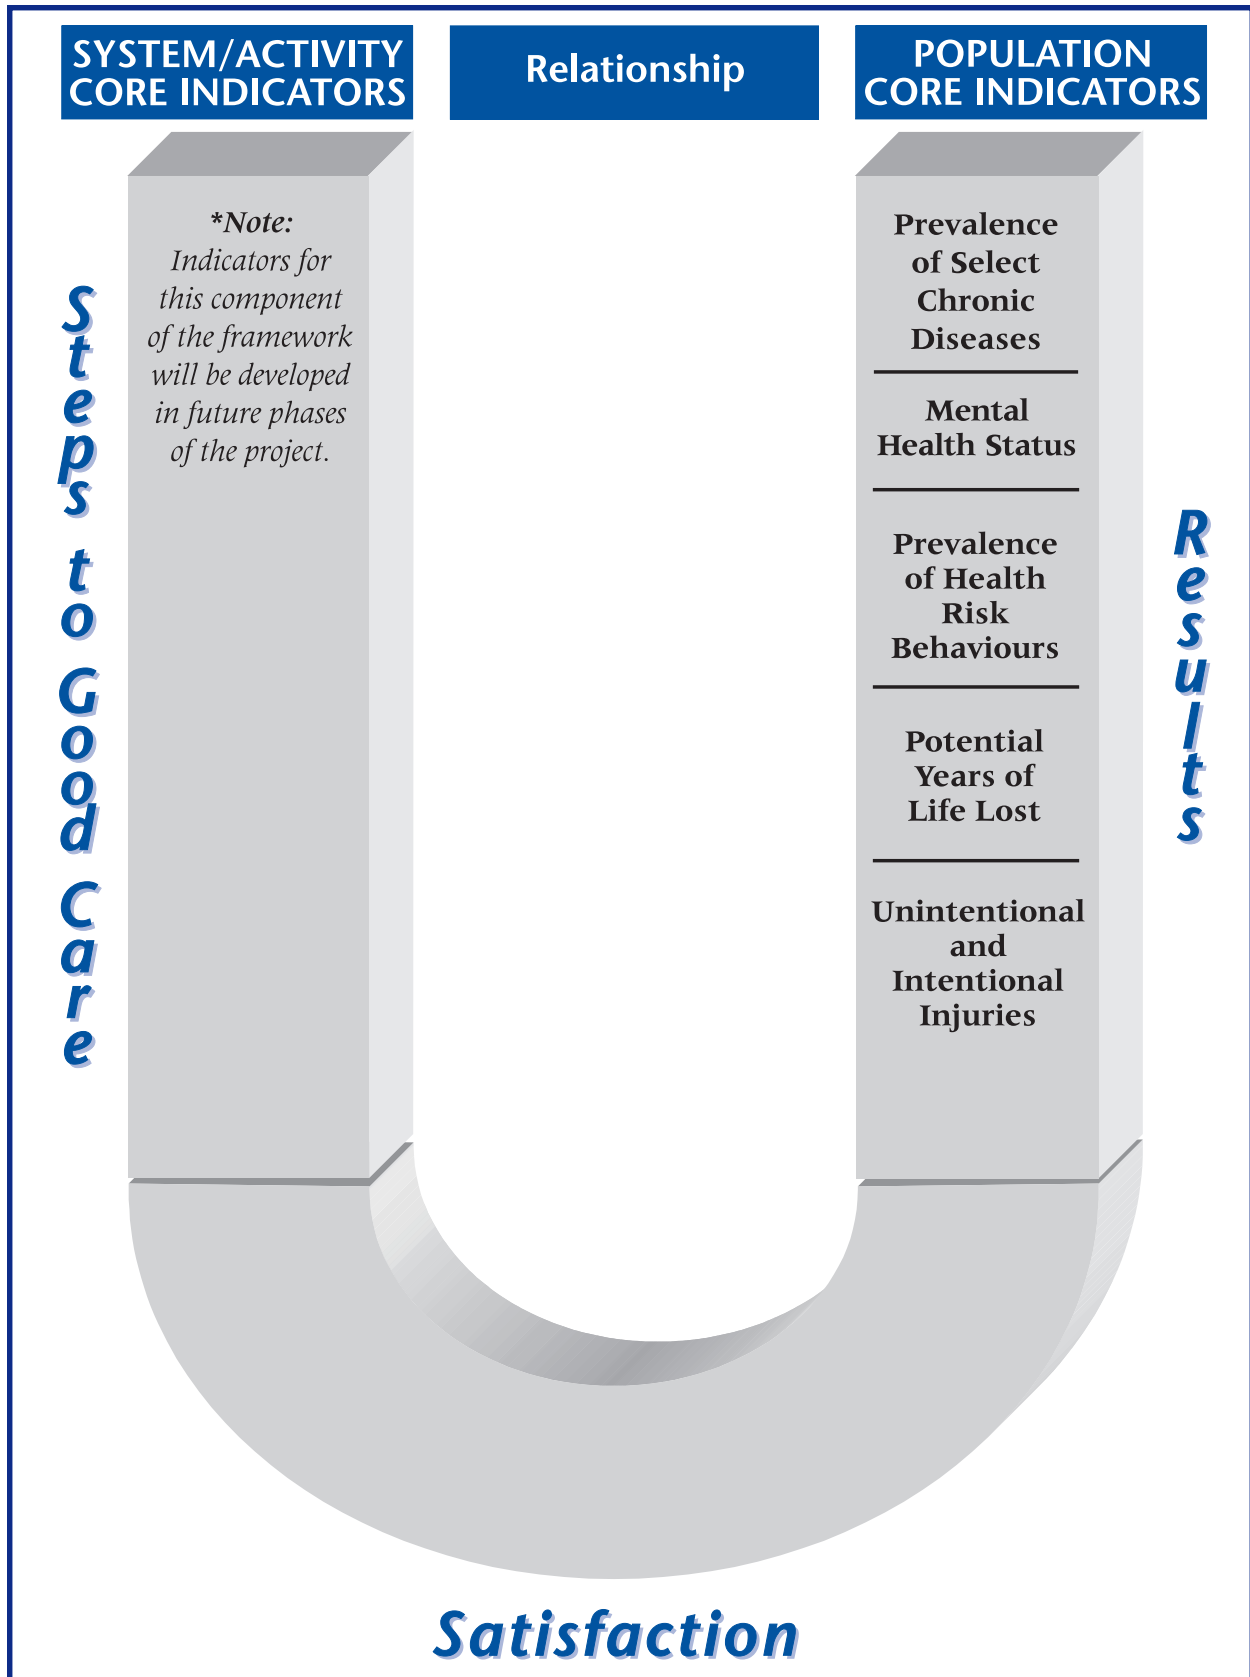 SYSTEM/ACTIVITY
CORE INDICATORS
Relationship
POPULATION
CORE INDICATORS
Steps to Good Care
*Note:
Indicators for
this component
of the framework
will be developed
in future phases
of the project.
Prevalence
of Select
Chronic
Diseases
Mental
Health Status
Prevalence
of Health
Risk
Behaviours
Potential
Years of
Life Lost
Unintentional
and
Intentional
Injuries
Results
Satisfaction